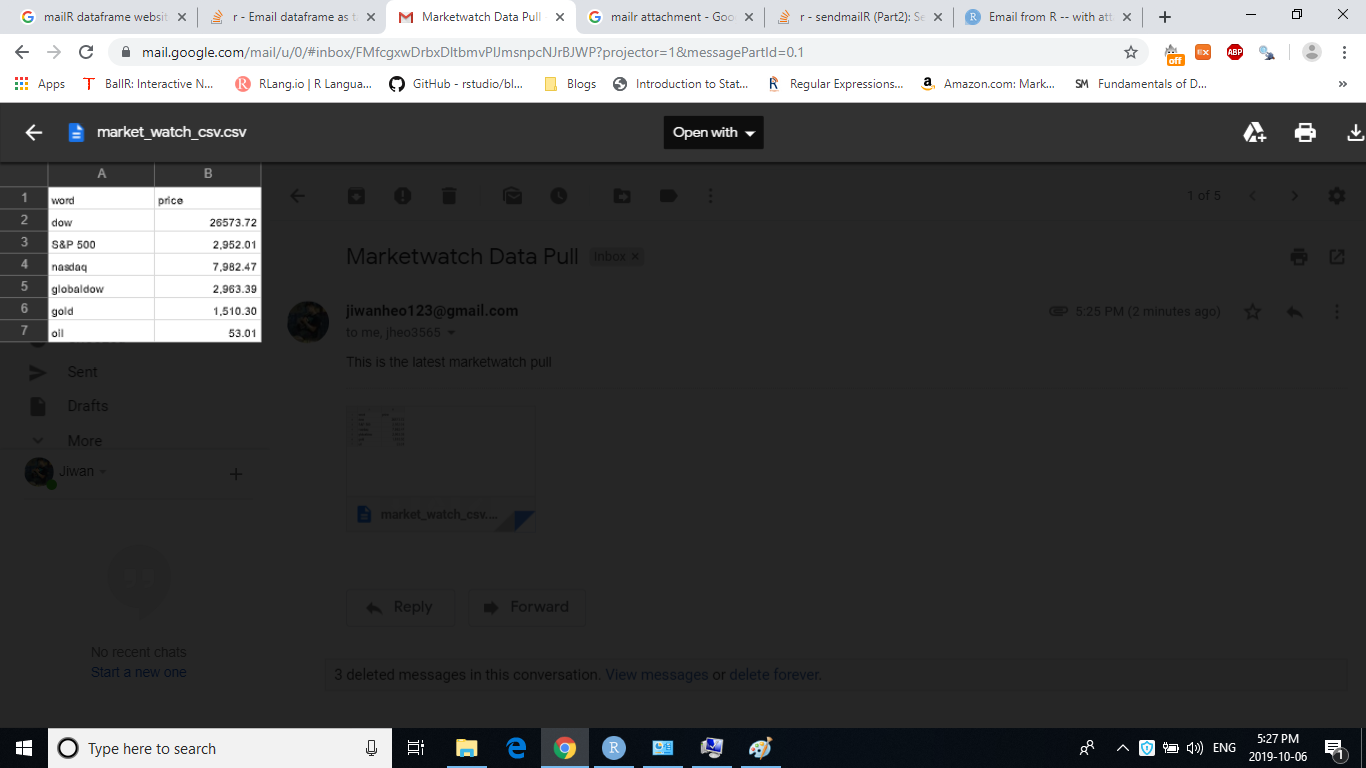 mailR dataframe websit
r - Email dataframe as t
Marketwatch Data Pull
mailr attachment - Goo
r - sendmailR (Part2): Se
Email from R -- with att
mail.google.com/mail/u/0/#inbox/FMfcgxwDrbxDltbmvPlJmsnpcNJrBJWP?projector=1&messagePartId=0.1
off
EX
ABP
Apps
BallR: Interactive N...
RLang.io | R Langua...
GitHub - rstudio/bl...
Blogs
Introduction to Stat...
Regular Expressions...
Amazon.com: Mark...
SM
Fundamentals of D...
market_watch_csv.csv
Open with
A B
1 word price
2 dow 26573.72
3 S&P 500 2,952.01
4 nasdaq 7,982.47
5 globaldow 2,963.39
6 gold 1,510.30
7 oil 53.01
1 of 5
Marketwatch Data Pull
Inbox
jiwanheo123@gmail.com
5:25 PM (2 minutes ago)
to me, jheo3565
This is the latest marketwatch pull
Sent
Drafts
More
Jiwan
market_watch_csv....
Reply
Forward
No recent chats
Start a new one
3 deleted messages in this conversation. View messages or delete forever.
Type here to search
ENG
5:27 PM
2019-10-06
1